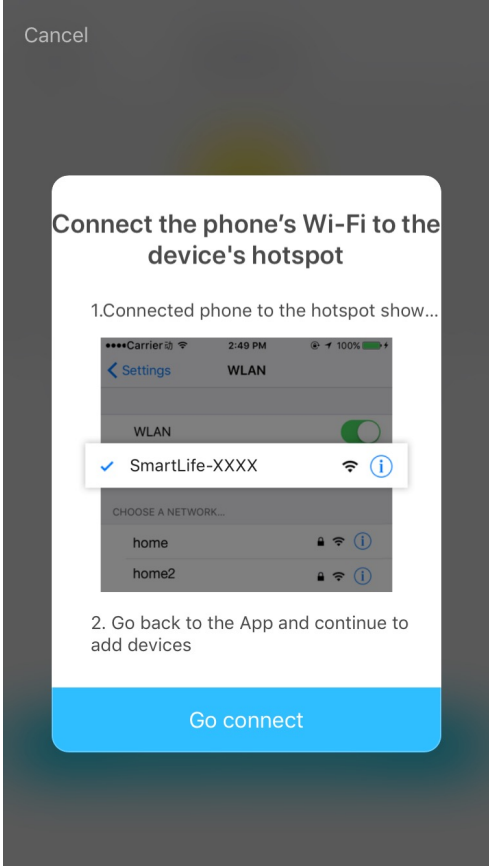 Cancel
Connect the phone's Wi-Fi to the
device's hotspot
1.Connected phone to the hotspot show...
Carrier 2:49 PM 100%
Settings WLAN
WLAN
SmartLife-XXXX
CHOOSE A NETWORK...
home
home2
2. Go back to the App and continue to
add devices
Go connect